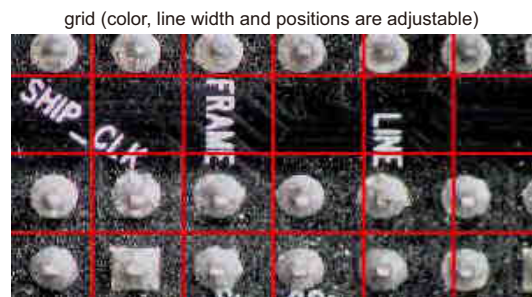 grid (color, line width and positions are adjustable)
SHIP_CLK
FRAME
LINE